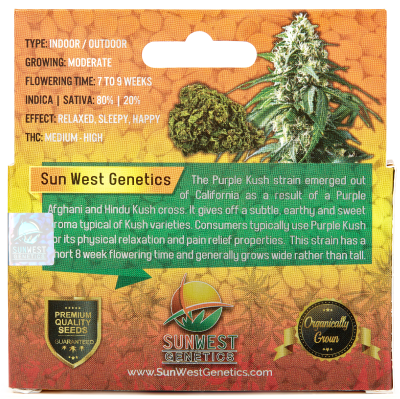 TYPE: INDOOR / OUTDOOR
GROWING: MODERATE
FLOWERING TIME: 7 TO 9 WEEKS
INDICA | SATIVA: 80% | 20%
EFFECT: RELAXED, SLEEPY, HAPPY
THC: MEDIUM-HIGH
Sun West Genetics
The Purple Kush strain emerged out
of California as a result of a Purple
Afghani and Hindu Kush cross. It gives off a subtle, earthy and sweet
aroma typical of Kush varieties. Consumers typically use Purple Kush
for its physical relaxation and pain relief properties. This strain has a
short 8 week flowering time and generally grows wide rather than tall.
SUNWEST
GENETICS
PREMIUM
QUALITY
SEEDS
GUARANTEED
SUNWEST
GENETICS
Organically
Grown
www.SunWestGenetics.com